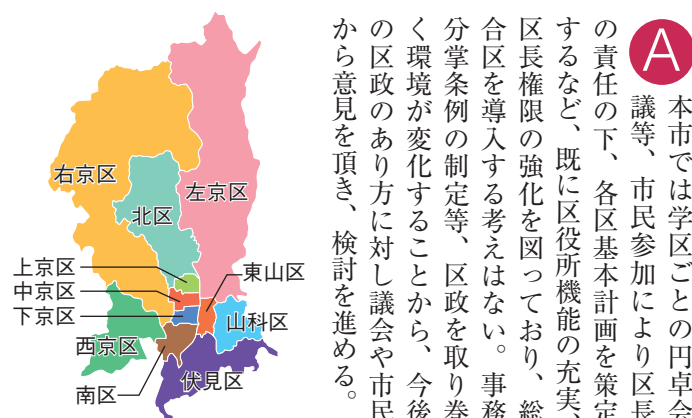 A
本市では学区ごとの円卓会
議等、市民参加により区長
の責任の下、各区基本計画を策定
するなど、既に区役所機能の充実、
区長権限の強化を図っており、総
合区を導入する考えはない。事務
分掌条例の制定等、区政を取り巻
く環境が変化することから、今後
の区政のあり方に対し議会や市民
から意見を頂き、検討を進める。
右京区
左京区
北区
上京区
東山区
中京区
下京区
山科区
西京区
南区
伏見区